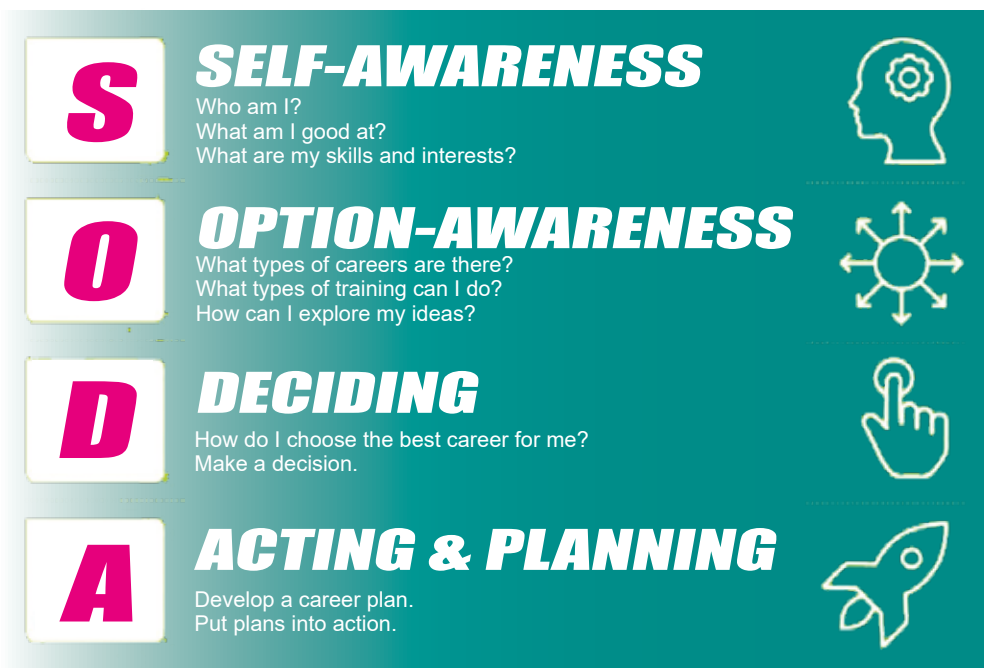 S
SELF-AWARENESS
Who am I?
What am I good at?
What are my skills and interests?
O
OPTION-AWARENESS
What types of careers are there?
What types of training can I do?
How can I explore my ideas?
D
DECIDING
How do I choose the best career for me?
Make a decision.
A
ACTING & PLANNING
Develop a career plan.
Put plans into action.